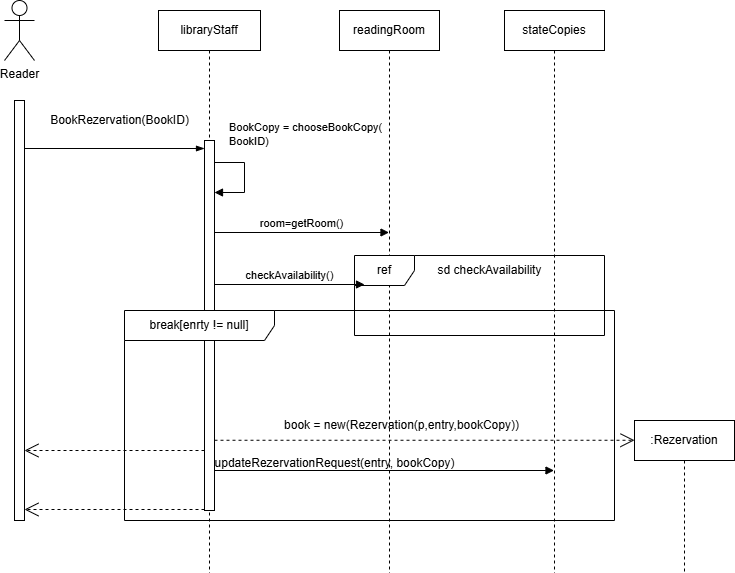 libraryStaff
readingRoom
stateCopies
Reader
BookRezervation(BookID)
BookCopy = chooseBookCopy(
BookID)
room=getRoom()
ref
sd checkAvailability
checkAvailability()
break[enrty != null]
book = new(Rezervation(p,entry,bookCopy))
:Rezervation
updateRezervationRequest(entry, bookCopy)